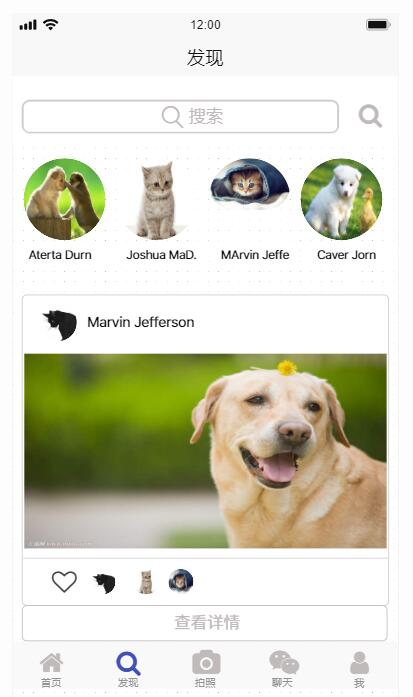 12:00
发现
搜索
Aterta Durn
Joshua MaD.
MArvin Jeffe
Caver Jorn
Marvin Jefferson
查看详情
首页
发现
拍照
聊天
我